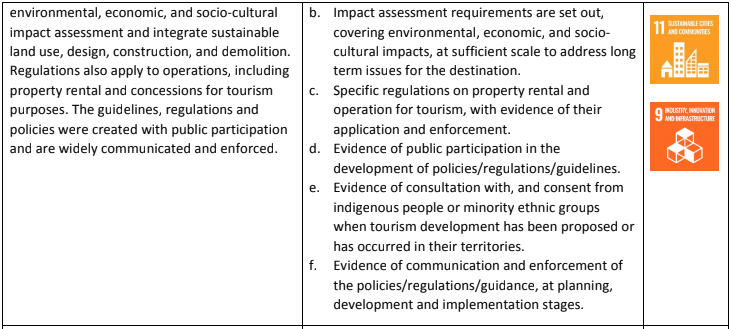 environmental, economic, and socio-cultural
impact assessment and integrate sustainable
land use, design, construction, and demolition.
Regulations also apply to operations, including
property rental and concessions for tourism
purposes. The guidelines, regulations and
policies were created with public participation
and are widely communicated and enforced.
b. Impact assessment requirements are set out,
covering environmental, economic, and socio-
cultural impacts, at sufficient scale to address long
term issues for the destination.
c. Specific regulations on property rental and
operation for tourism, with evidence of their
application and enforcement.
d. Evidence of public participation in the
development of policies/regulations/guidelines.
e. Evidence of consultation with, and consent from
indigenous people or minority ethnic groups
when tourism development has been proposed or
has occurred in their territories.
f. Evidence of communication and enforcement of
the policies/regulations/guidance, at planning,
development and implementation stages.
11 SUSTAINABLE CITIES
AND COMMUNITIES
9 INDUSTRY, INNOVATION
AND INFRASTRUCTURE